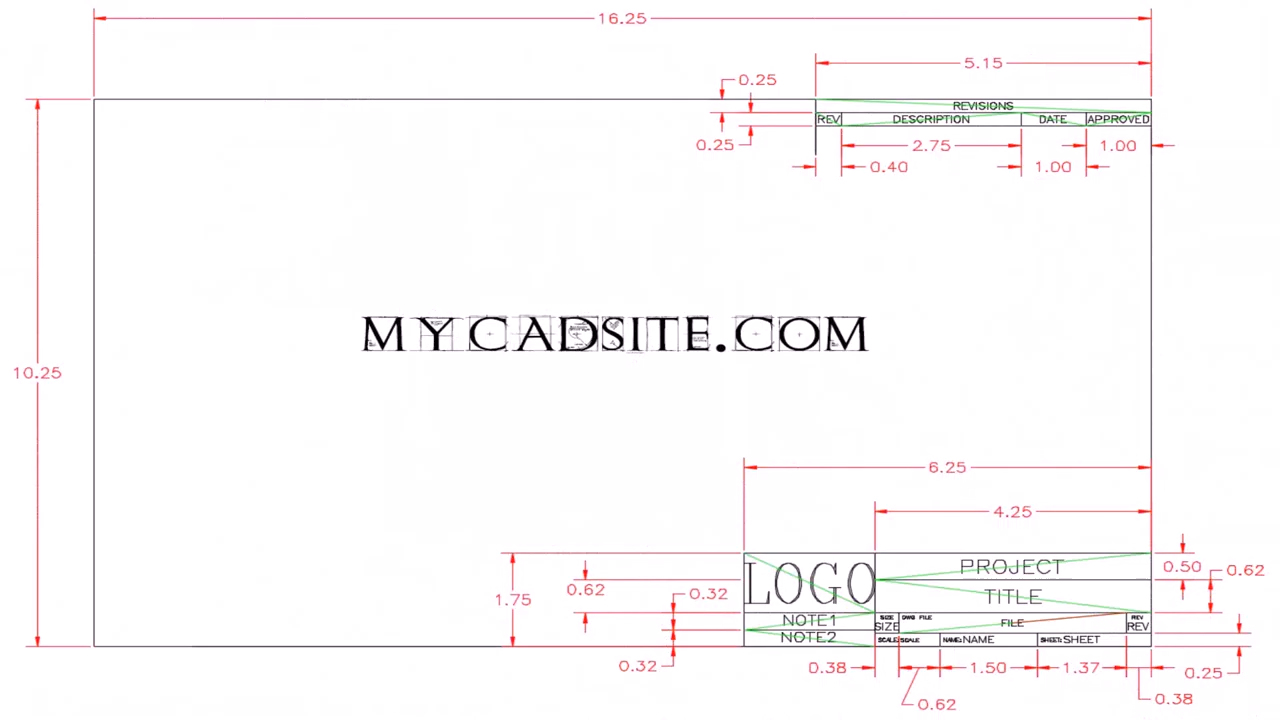 16.25
5.15
0.25
REVISIONS
REV DESCRIPTION DATE APPROVED
0.25 2.75 1.00
0.40 1.00
MYCADSITE.COM
10.25
6.25
4.25
PROJECT 0.50 0.62
LOGO
0.62 0.32
1.75 TITLE
NOTE1 SIZE DWG FILE FILE REV
SIZE REV
NOTE2 SCALE: SCALE NAME: NAME SHEET: SHEET
0.32 0.38 1.50 1.37 0.25
0.62 0.38